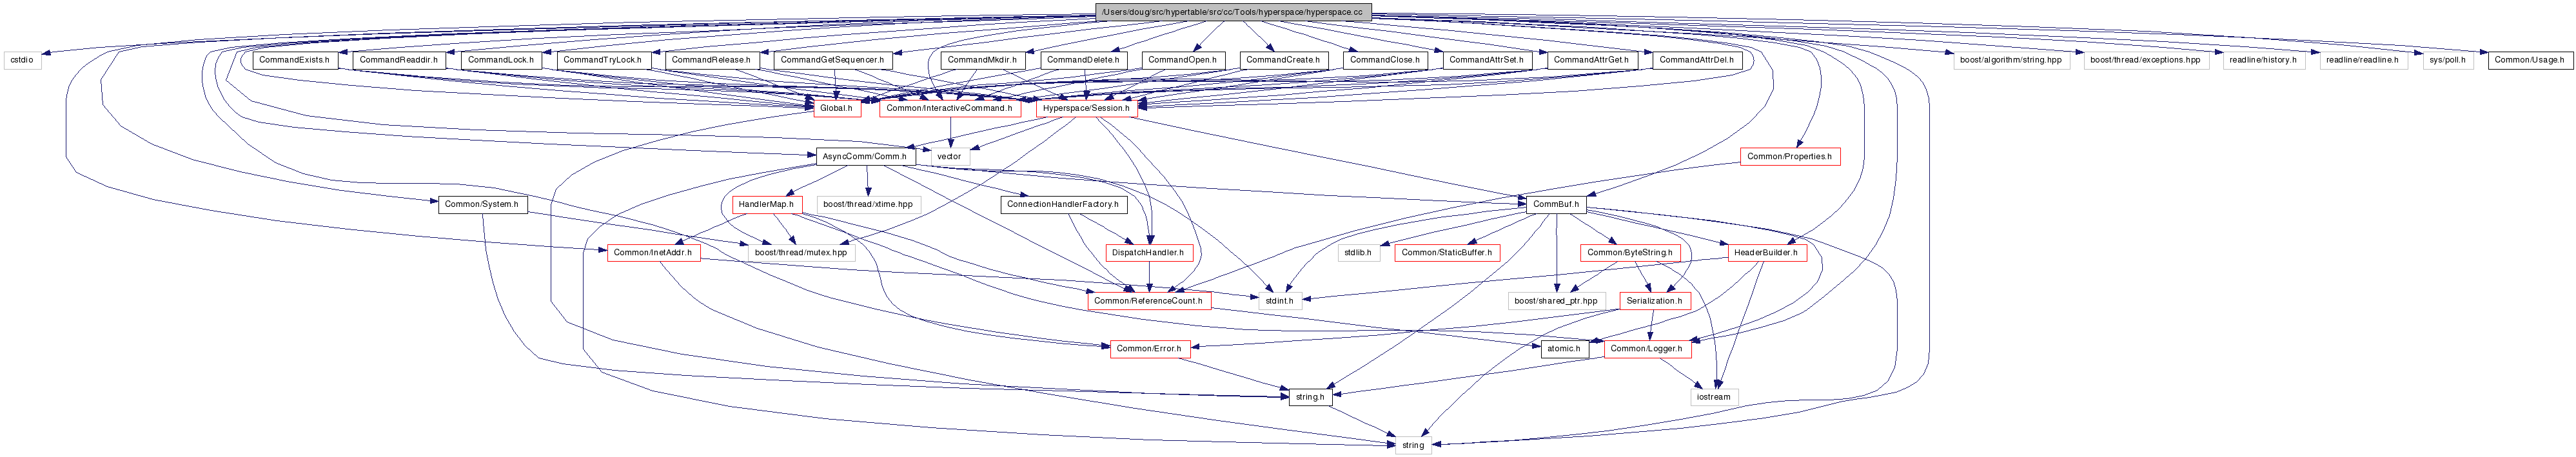 /Users/doug/src/hypertable/src/cc/Tools/hyperspace/hyperspace.cc
cstdio
CommandExists.h
CommandReaddir.h
CommandLock.h
CommandTryLock.h
CommandRelease.h
CommandGetSequencer.h
CommandMkdir.h
CommandDelete.h
CommandOpen.h
CommandCreate.h
CommandClose.h
CommandAttrSet.h
CommandAttrGet.h
CommandAttrDel.h
boost/algorithm/string.hpp
boost/thread/exceptions.hpp
readline/history.h
readline/readline.h
sys/poll.h
Common/Usage.h
Global.h
Common/InteractiveCommand.h
Hyperspace/Session.h
AsyncComm/Comm.h
vector
Common/Properties.h
Common/System.h
HandlerMap.h
boost/thread/xtime.hpp
ConnectionHandlerFactory.h
CommBuf.h
Common/InetAddr.h
boost/thread/mutex.hpp
DispatchHandler.h
stdlib.h
Common/StaticBuffer.h
Common/ByteString.h
HeaderBuilder.h
Common/ReferenceCount.h
stdint.h
boost/shared_ptr.hpp
Serialization.h
Common/Error.h
atomic.h
Common/Logger.h
string.h
iostream
string